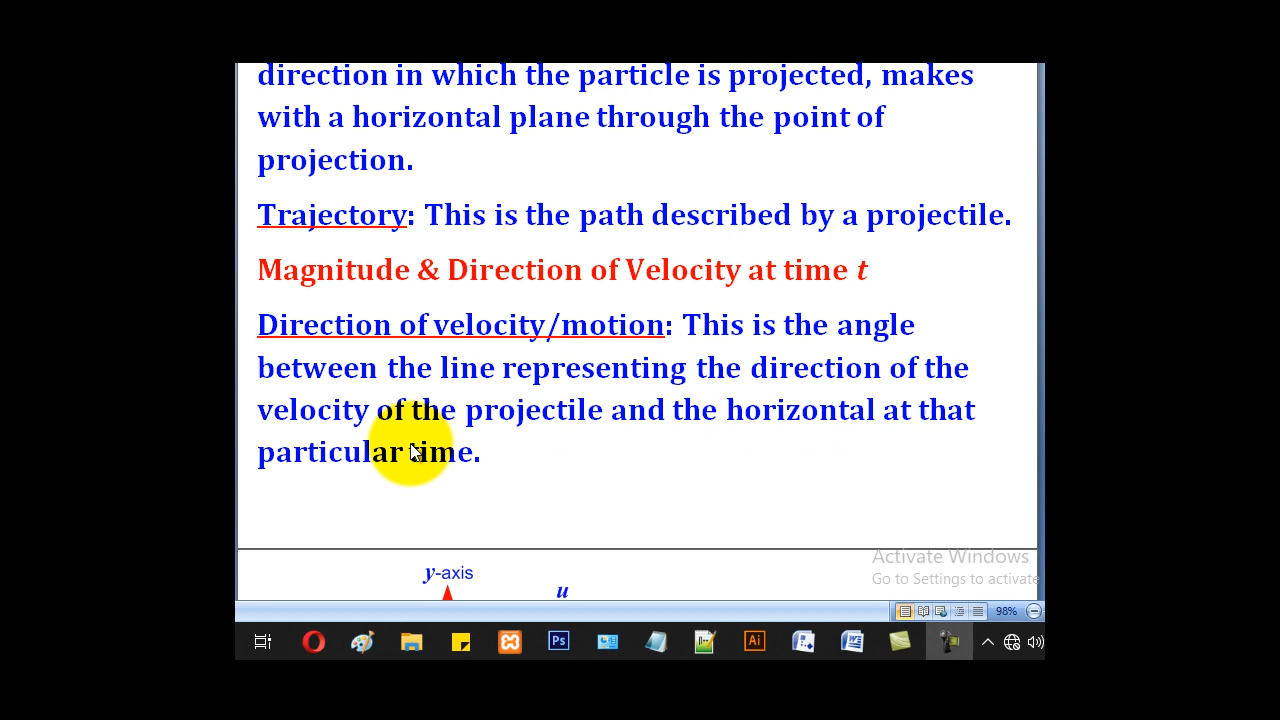 direction in which the particle is projected, makes
with a horizontal plane through the point of
projection.
Trajectory: This is the path described by a projectile.
Magnitude & Direction of Velocity at time t
Direction of velocity/motion: This is the angle
between the line representing the direction of the
velocity of the projectile and the horizontal at that
particular time.
y-axis
u
Activate Windows
Go to Settings to activate
98%
Ps
Ai